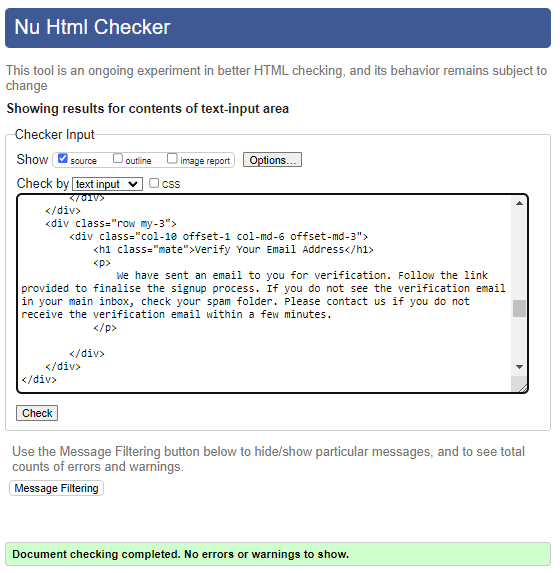 Nu Html Checker
This tool is an ongoing experiment in better HTML checking, and its behavior remains subject to
change
Showing results for contents of text-input area
Checker Input
Show source outline image report Options...
Check by text input CSS
</div>
</div>
<div class="row my-3">
<div class="col-10 offset-1 col-md-6 offset-md-3">
<h1 class="mate">Verify Your Email Address</h1>
<p>
We have sent an email to you for verification. Follow the link
provided to finalise the signup process. If you do not see the verification email
in your main inbox, check your spam folder. Please contact us if you do not
receive the verification email within a few minutes.
</p>
</div>
</div>
</div>
Check
Use the Message Filtering button below to hide/show particular messages, and to see total
counts of errors and warnings.
Message Filtering
Document checking completed. No errors or warnings to show.